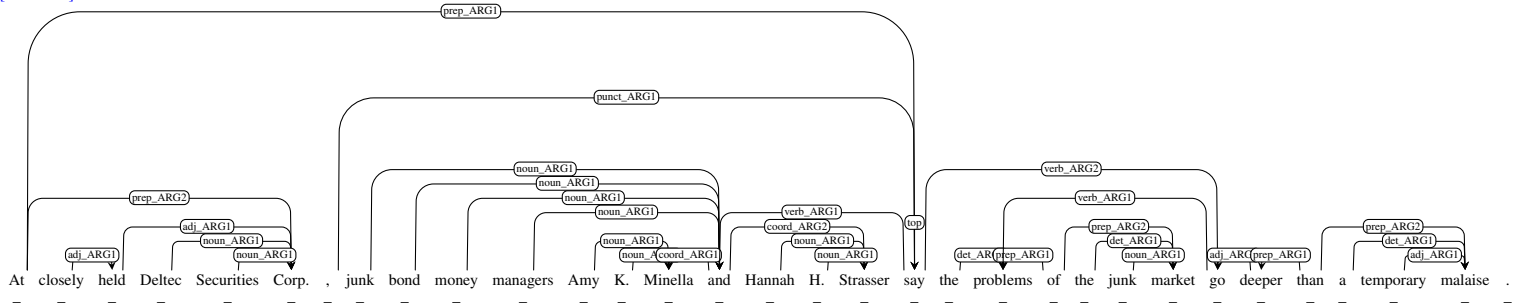 prep_ARG1
punct_ARG1
noun_ARG1 verb_ARG2
noun_ARG1
prep_ARG2 noun_ARG1 verb_ARG1
noun_ARG1 verb_ARG1
adj_ARG1 coord_ARG2 top prep_ARG2 prep_ARG2
noun_ARG1 noun_ARG1 noun_ARG1 det_ARG1 det_ARG1
adj_ARG1 noun_ARG1 coord_ARG1 noun_ARG1 prep_ARG1 noun_ARG1 prep_ARG1 adj_ARG1
At closely held Deltec Securities Corp. , junk bond money managers Amy K. Minella and Hannah H. Strasser say the problems of the junk market go deeper than a temporary malaise .